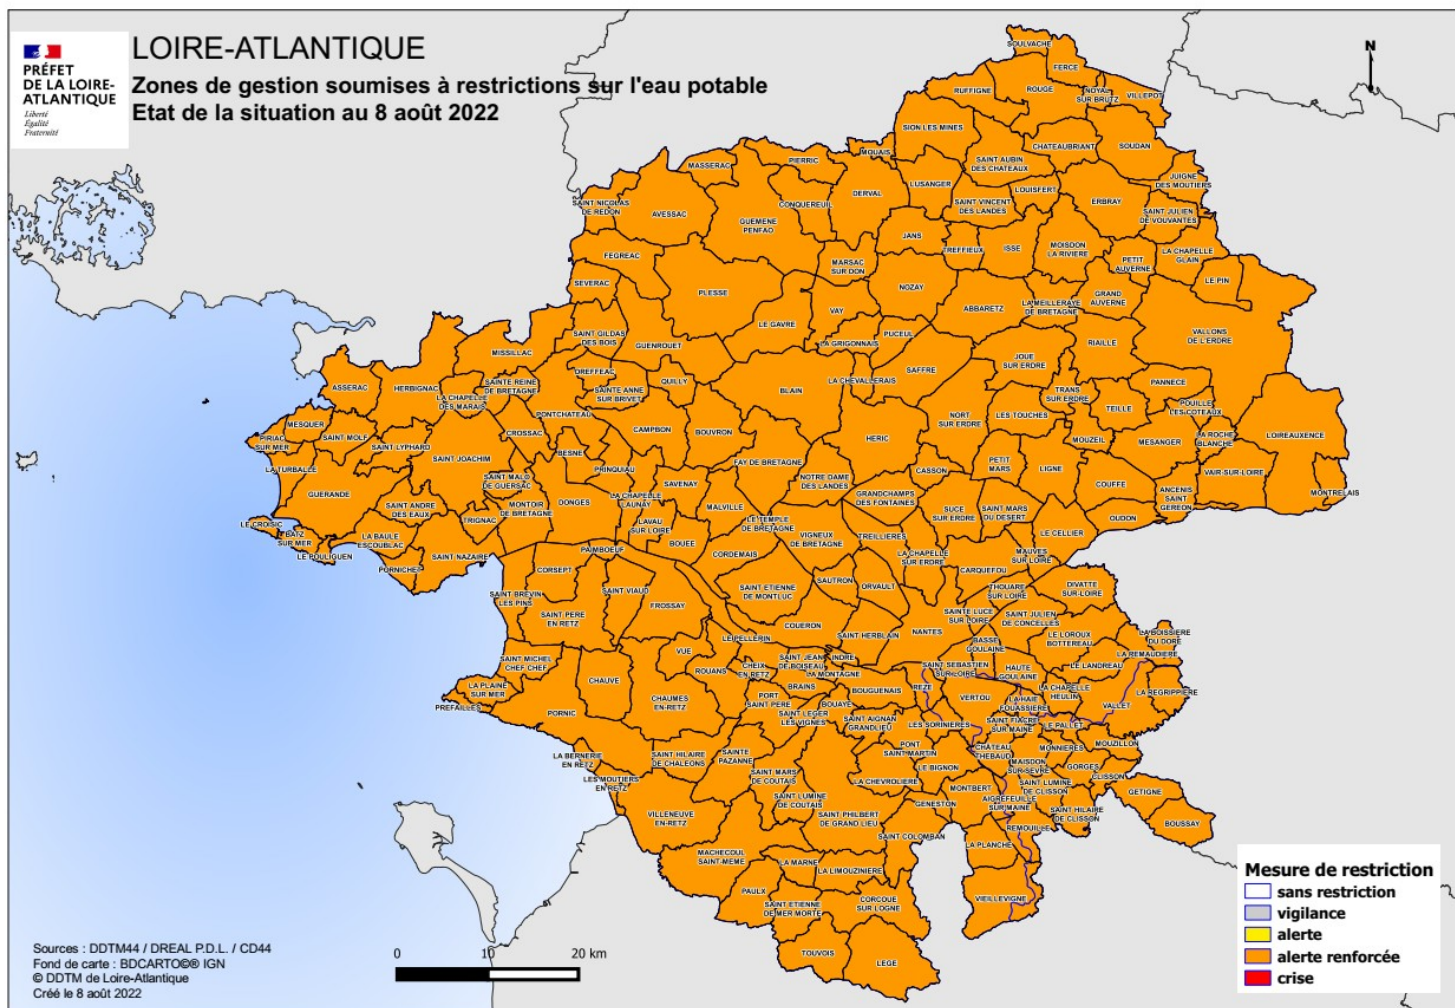 PRÉFET
DE LA LOIRE-
ATLANTIQUE
Liberté
Égalité
Fraternité
LOIRE-ATLANTIQUE
Zones de gestion soumises à restrictions sur l'eau potable
Etat de la situation au 8 août 2022
N
SOULVACHE
FERCE
RUFFIGNE
ROUGE
NOYAL
SUR BRUTZ
VILLEPOT
SION LES MINES
CHATEAUBRIANT
SOUDAN
MOUAIS
PIERRIC
MASSERAC
SAINT AUBIN
DES CHATEAUX
JUIGNE
DES MOUTIERS
LUSANGER
LOUISFERT
DERVAL
SAINT NICOLAS
DE REDON
AVESSAC
CONQUEREUIL
SAINT VINCENT
DES LANDES
ERBRAY
SAINT JULIEN
DE VOUVANTES
GUEMENE
PENFAO
JANS
TREFFIEUX
ISSE
MOISDON
LA RIVIERE
LA CHAPELLE
GLAIN
FEGREAC
MARSAC
SUR DON
PETIT
AUVERNE
LE PIN
SEVERAC
PLESSE
NOZAY
GRAND
AUVERNE
ABBARETZ
LA MEILLERAYE
DE BRETAGNE
LE GAVRE
VAY
PUCEUL
VALLONS
DE L'ERDRE
SAINT GILDAS
DES BOIS
GUENROUET
LA GRIGONNAIS
RIAILLE
MISSILLAC
JOUE
SUR ERDRE
DREFFEAC
SAFFRE
ASSERAC
HERBIGNAC
SAINTE REINE
DE BRETAGNE
QUILLY
LA CHEVALLERAIS
PANNECE
LA CHAPELLE
DES MARAIS
SAINTE ANNE
SUR BRIVET
BLAIN
TRANS
SUR ERDRE
TEILLE
POUILLE
LES COTEAUX
PONTCHATEAU
NORT
SUR ERDRE
LES TOUCHES
MESQUER
CAMPBON
BOUVRON
PIRIAC
SUR MER
SAINT MOLF
SAINT LYPHARD
CROSSAC
HERIC
MOUZEIL
MESANGER
LA ROCHE
BLANCHE
LOIREAUXENCE
BESNE
SAINT JOACHIM
FAY DE BRETAGNE
PETIT
MARS
LIGNE
LA TURBALLE
PRINQUIAU
CASSON
VAIR-SUR-LOIRE
SAINT MALO
DE GUERSAC
SAVENAY
NOTRE DAME
DES LANDES
COUFFE
MONTRELAIS
GUERANDE
LA CHAPELLE
LAUNAY
GRANDCHAMPS
DES FONTAINES
ANCENIS
SAINT
GEREON
SAINT ANDRE
DES EAUX
MONTOIR
DE BRETAGNE
DONGES
MALVILLE
SUCE
SUR ERDRE
SAINT MARS
DU DESERT
OUDON
LE CROISIC
TRIGNAC
LAVAU
SUR LOIRE
LE TEMPLE
DE BRETAGNE
BATZ
SUR MER
LA BAULE
ESCOUBLAC
BOUEE
VIGNEUX
DE BRETAGNE
TREILLIERES
LE CELLIER
LE POULIGUEN
SAINT NAZAIRE
PAIMBOEUF
CORDEMAIS
LA CHAPELLE
SUR ERDRE
MAUVES
SUR LOIRE
PORNICHET
CORSEPT
CARQUEFOU
SAUTRON
ORVAULT
THOUARE
SUR LOIRE
DIVATTE
SUR-LOIRE
SAINT BREVIN
LES PINS
SAINT VIAUD
FROSSAY
SAINT ETIENNE
DE MONTLUC
SAINTE LUCE
SUR LOIRE
SAINT JULIEN
DE CONCELLES
SAINT PERE
EN RETZ
COUERON
SAINT HERBLAIN
NANTES
LE LOROUX
BOTTEREAU
LA BOISSIERE
DU DORE
LE PELLERIN
BASSE
GOULAINE
VUE
LA REMAUDIERE
SAINT JEAN
DE BOISEAU
INDRE
LA MONTAGNE
SAINT SEBASTIEN
SUR LOIRE
HAUTE
GOULAINE
LE LANDREAU
SAINT MICHEL
CHEF CHEF
ROUANS
CHEIX
EN RETZ
CHAUVE
BRAINS
BOUGUENAIS
REZE
LA CHAPELLE
HEULIN
LA REGRIPPIERE
LA PLAINE
SUR MER
CHAUMES
EN-RETZ
PORT
SAINT PERE
BOUAYE
VERTOU
LA HAIE
FOUASSIERE
VALLET
PREFAILLES
PORNIC
SAINT LEGER
LES VIGNES
SAINT AIGNAN
GRANDLIEU
LES SORINIERES
SAINT FIACRE
SUR MAINE
LE PALLET
MOUZILLON
LA BERNERIE
EN RETZ
SAINT HILAIRE
DE CHALEONS
SAINTE
PAZANNE
PONT
SAINT MARTIN
CHÂTEAU
THEBAUD
MONNIERES
LE BIGNON
MAISDON
SUR-SEVRE
GORGES
CLISSON
LES MOUTIERS
EN RETZ
SAINT MARS
DE COUTAIS
LA CHEVROLIERE
MONTBERT
SAINT LUMINE
DE CLISSON
GETIGNE
VILLENEUVE
EN-RETZ
SAINT LUMINE
DE COUTAIS
GENESTON
AIGREFEUILLE
SUR MAINE
SAINT HILAIRE
DE CLISSON
SAINT PHILBERT
DE GRAND LIEU
REMOUILLE
BOUSSAY
SAINT COLOMBAN
LA PLANCHE
MACHECOUL
SAINT-MEME
LA MARNE
LA LIMOUZINIERE
PAULX
VIEILLEVIGNE
SAINT ETIENNE
DE MER MORTE
CORCOUE
SUR LOGNE
TOUVOIS
LEGE
Mesure de restriction
sans restriction
vigilance
alerte
alerte renforcée
crise
Sources : DDTM44 / DREAL P.D.L. / CD44
Fond de carte : BDCARTO©® IGN
© DDTM de Loire-Atlantique
Créé le 8 août 2022
0 10 20 km